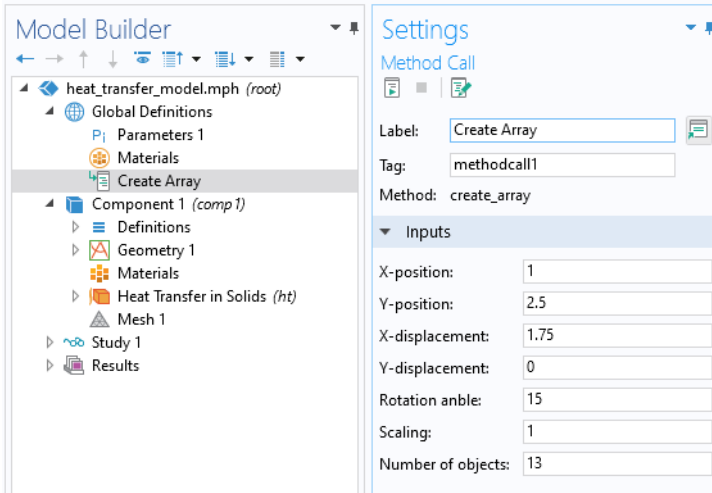 Model Builder
heat_transfer_model.mph (root)
Global Definitions
Pi Parameters 1
Materials
Create Array
Component 1 (comp1)
Definitions
Geometry 1
Materials
Heat Transfer in Solids (ht)
Mesh 1
Study 1
Results
Settings
Method Call
Label: Create Array
Tag: methodcall1
Method: create_array
Inputs
X-position: 1
Y-position: 2.5
X-displacement: 1.75
Y-displacement: 0
Rotation anble: 15
Scaling: 1
Number of objects: 13